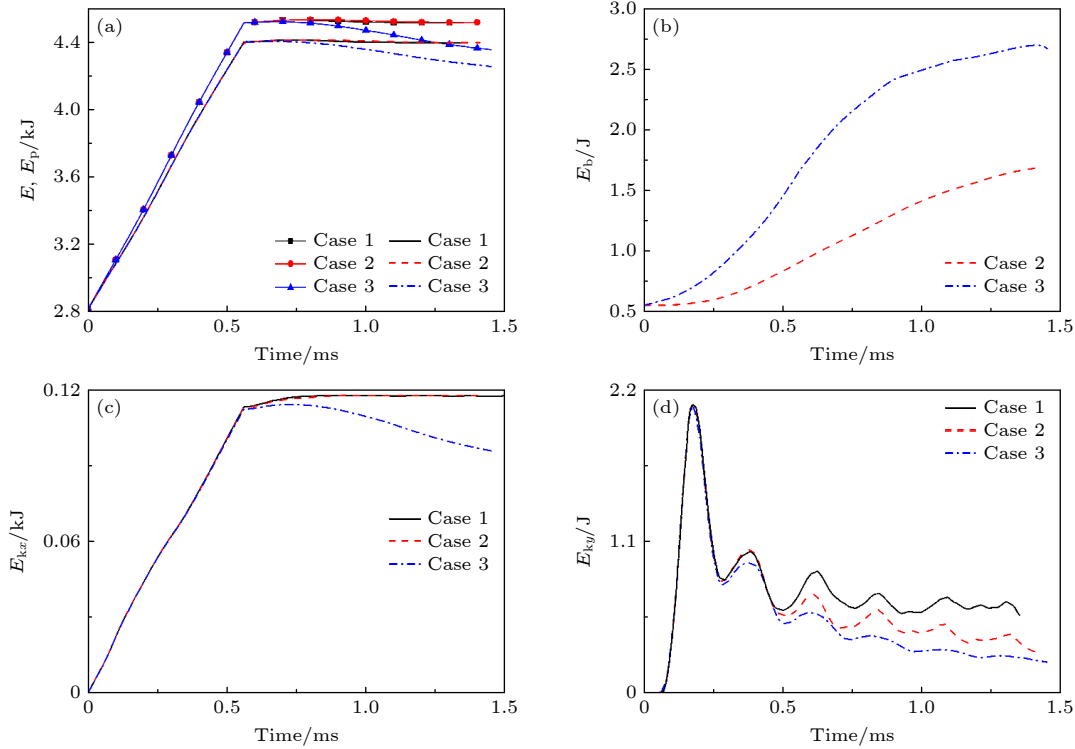 (a)
E, Eₚ/kJ
4.4
4.0
3.6
3.2
2.8
Case 1 Case 1
Case 2 Case 2
Case 3 Case 3
0 0.5 1.0 1.5
Time/ms
(b)
E_b/J
3.0
2.5
2.0
1.5
1.0
0.5
Case 2
Case 3
0 0.5 1.0 1.5
Time/ms
(c)
E_kx/kJ
0.12
0.06
0
Case 1
Case 2
Case 3
0 0.5 1.0 1.5
Time/ms
(d)
E_ky/J
2.2
1.1
0
Case 1
Case 2
Case 3
0 0.5 1.0 1.5
Time/ms